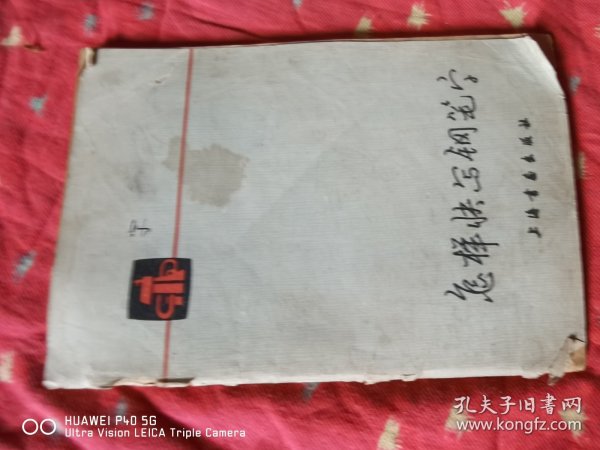 怎样快写钢笔字
上海书画出版社
HUAWEI P40 5G
Ultra Vision LEICA Triple Camera
孔夫子旧书网
www.kongfz.com